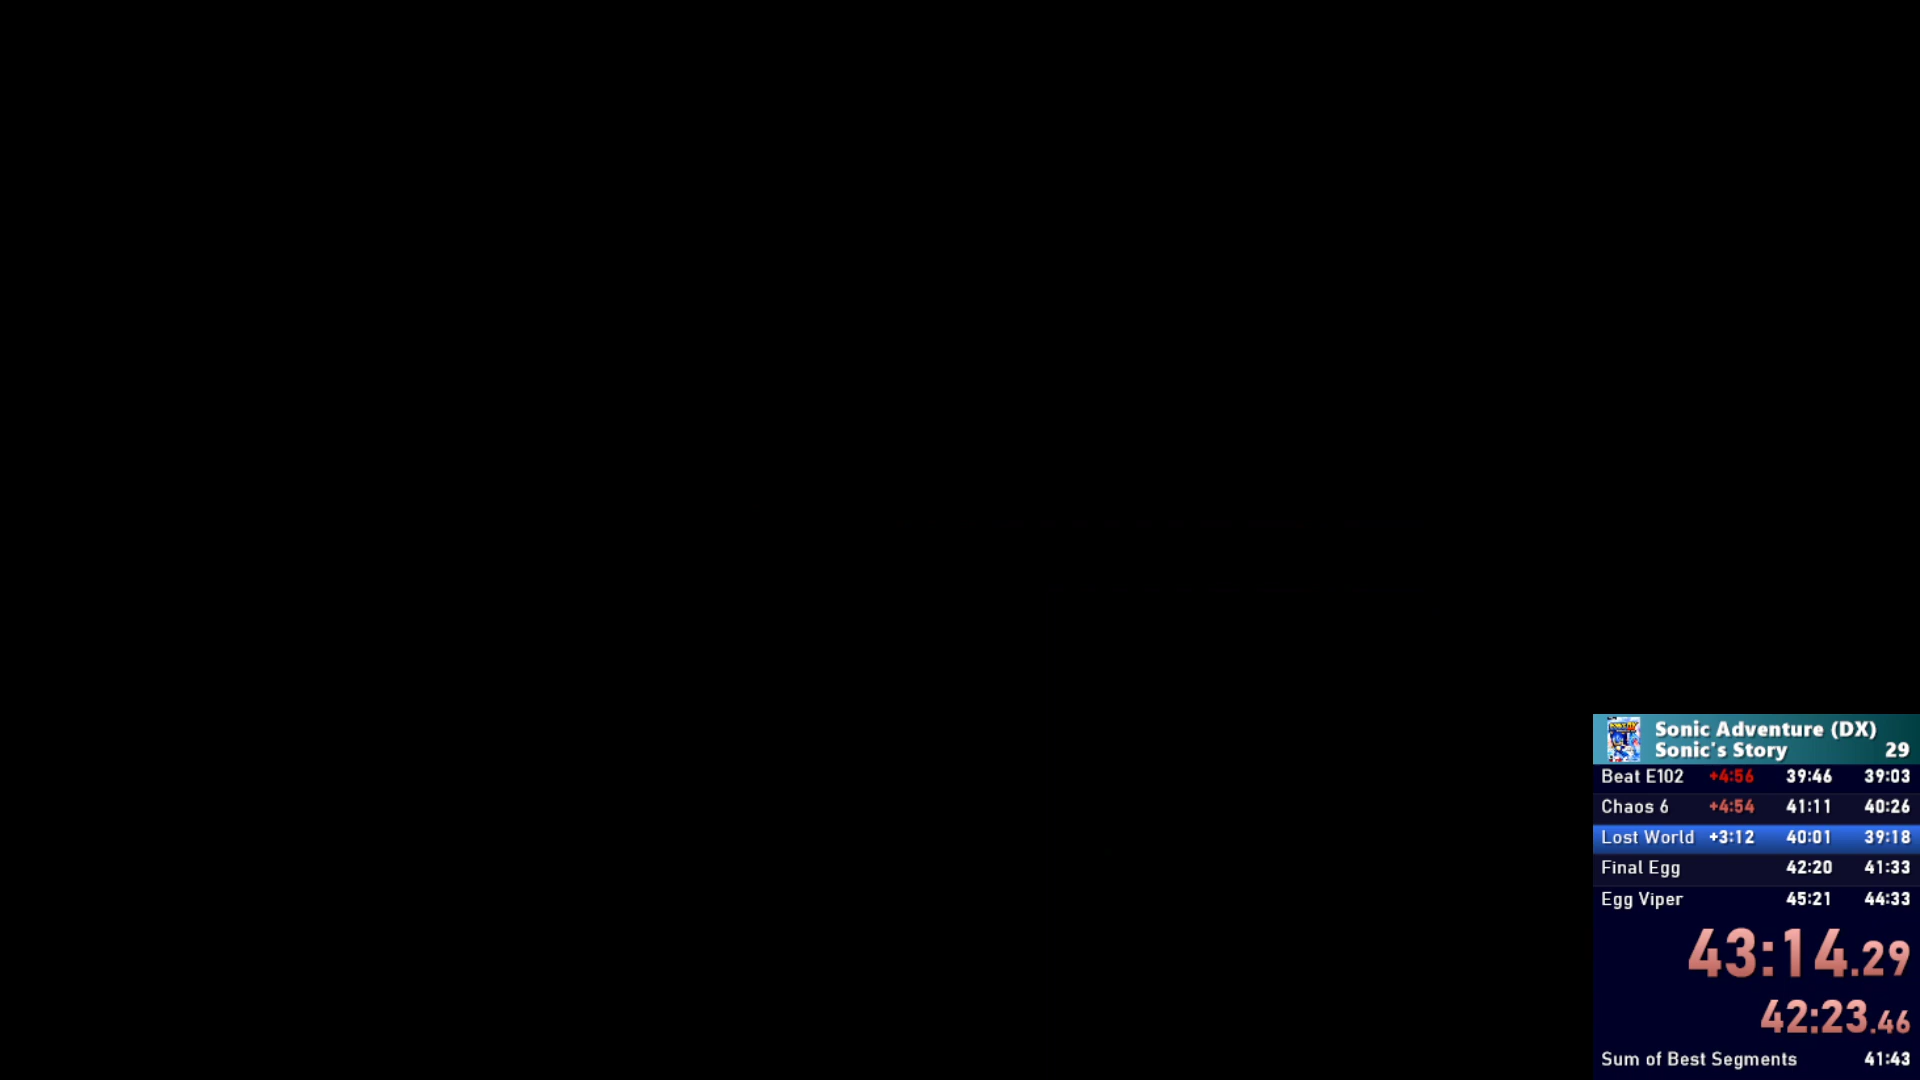 Sonic Adventure (DX)
Sonic's Story 29
Beat E102 +4:56 39:46 39:03
Chaos 6 +4:54 41:11 40:26
Lost World +3:12 40:01 39:18
Final Egg 42:20 41:33
Egg Viper 45:21 44:33
43:14.29
42:23.46
Sum of Best Segments 41:43